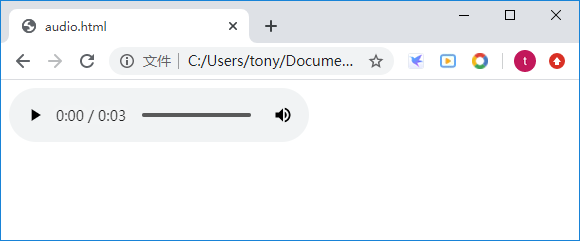 audio.html
文件 C:/Users/tony/Docume...
t
0:00 / 0:03